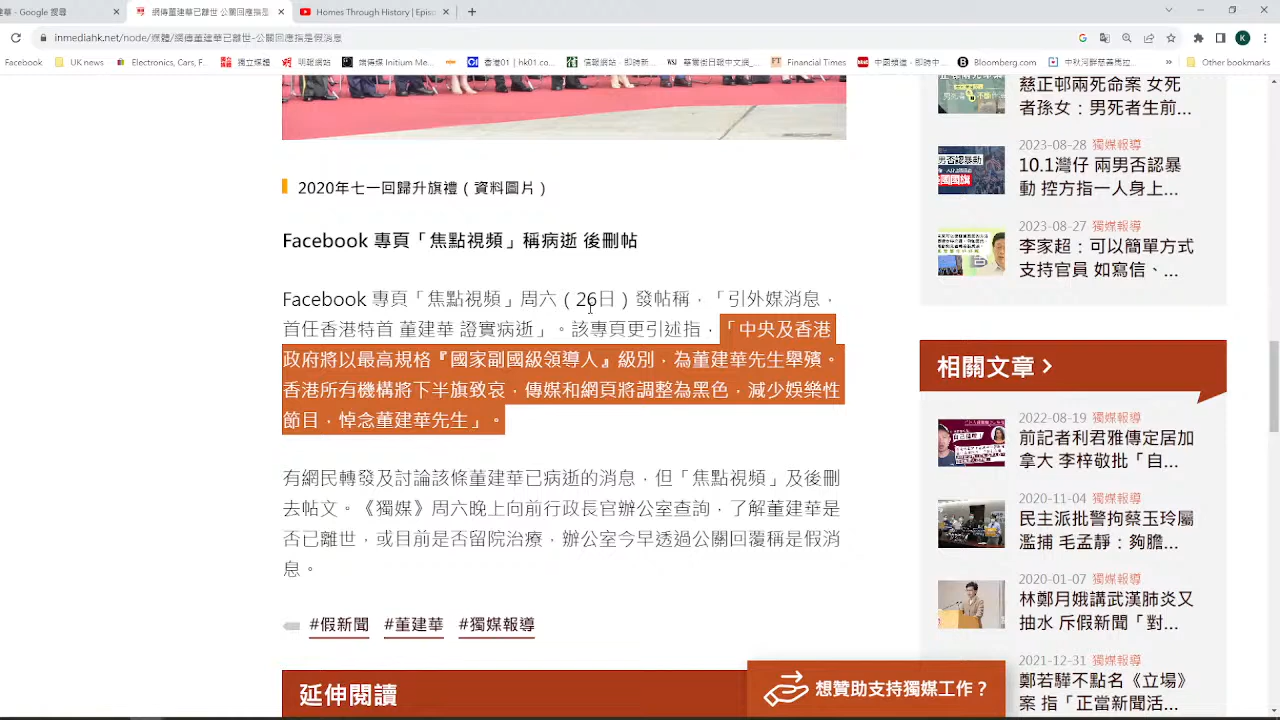 華 - Google 搜尋
網傳董建華已離世 公關回應指是
Homes Through History | Episo
inmediahk.net/node/媒體/網傳董建華已離世-公關回應指是假消息
Facebook
UK news
Electronics, Cars, F...
獨立媒體
明報網站
端傳媒 Initium Me...
香港01 | hk01.co...
信報網站 - 即時新...
華爾街日報中文網_...
Financial Times
Bloomberg.com
Other bookmarks
2020年七一回歸升旗禮(資料圖片)
Facebook 專頁「焦點視頻」稱病逝 後刪帖
Facebook 專頁「焦點視頻」周六(26日)發帖稱,「引外媒消息,
首任香港特首 董建華 證實病逝」。該專頁更引述指,「中央及香港
政府將以最高規格『國家副國級領導人』級別,為董建華先生舉殯。
香港所有機構將下半旗致哀,傳媒和網頁將調整為黑色,減少娛樂性
節目,悼念董建華先生」。
有網民轉發及討論該條董建華已病逝的消息,但「焦點視頻」及後刪
去帖文。《獨媒》周六晚上向前行政長官辦公室查詢,了解董建華是
否已離世,或目前是否留院治療,辦公室今早透過公關回覆稱是假消
息。
#假新聞 #董建華 #獨媒報導
延伸閱讀
想贊助支持獨媒工作?
慈正邨兩死命案 女死
者孫女:男死者生前...
2023-08-28 獨媒報導
10.1灣仔 兩男否認暴
動 控方指一人身上...
2023-08-27 獨媒報導
李家超:可以簡單方式
支持官員 如寫信、...
相關文章
2022-08-19 獨媒報導
前記者利君雅傳定居加
拿大 李梓敬批「自...
2020-11-04 獨媒報導
民主派批警拘蔡玉玲屬
濫捕 毛孟靜:夠膽...
2020-01-07 獨媒報導
林鄭月娥講武漢肺炎又
抽水 斥假新聞「對...
2021-12-31 獨媒報導
鄭若驊不點名《立場》
案 指「正當新聞活...